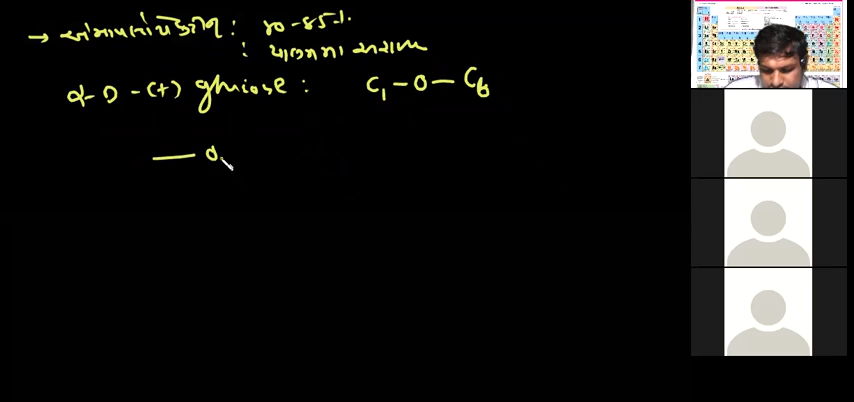 → એમાયલોપેક્ટીન : 80-85%
: પાણીમાં અદ્રાવ્ય
α-D-(+) glucose : C₁-O-C₆
— O